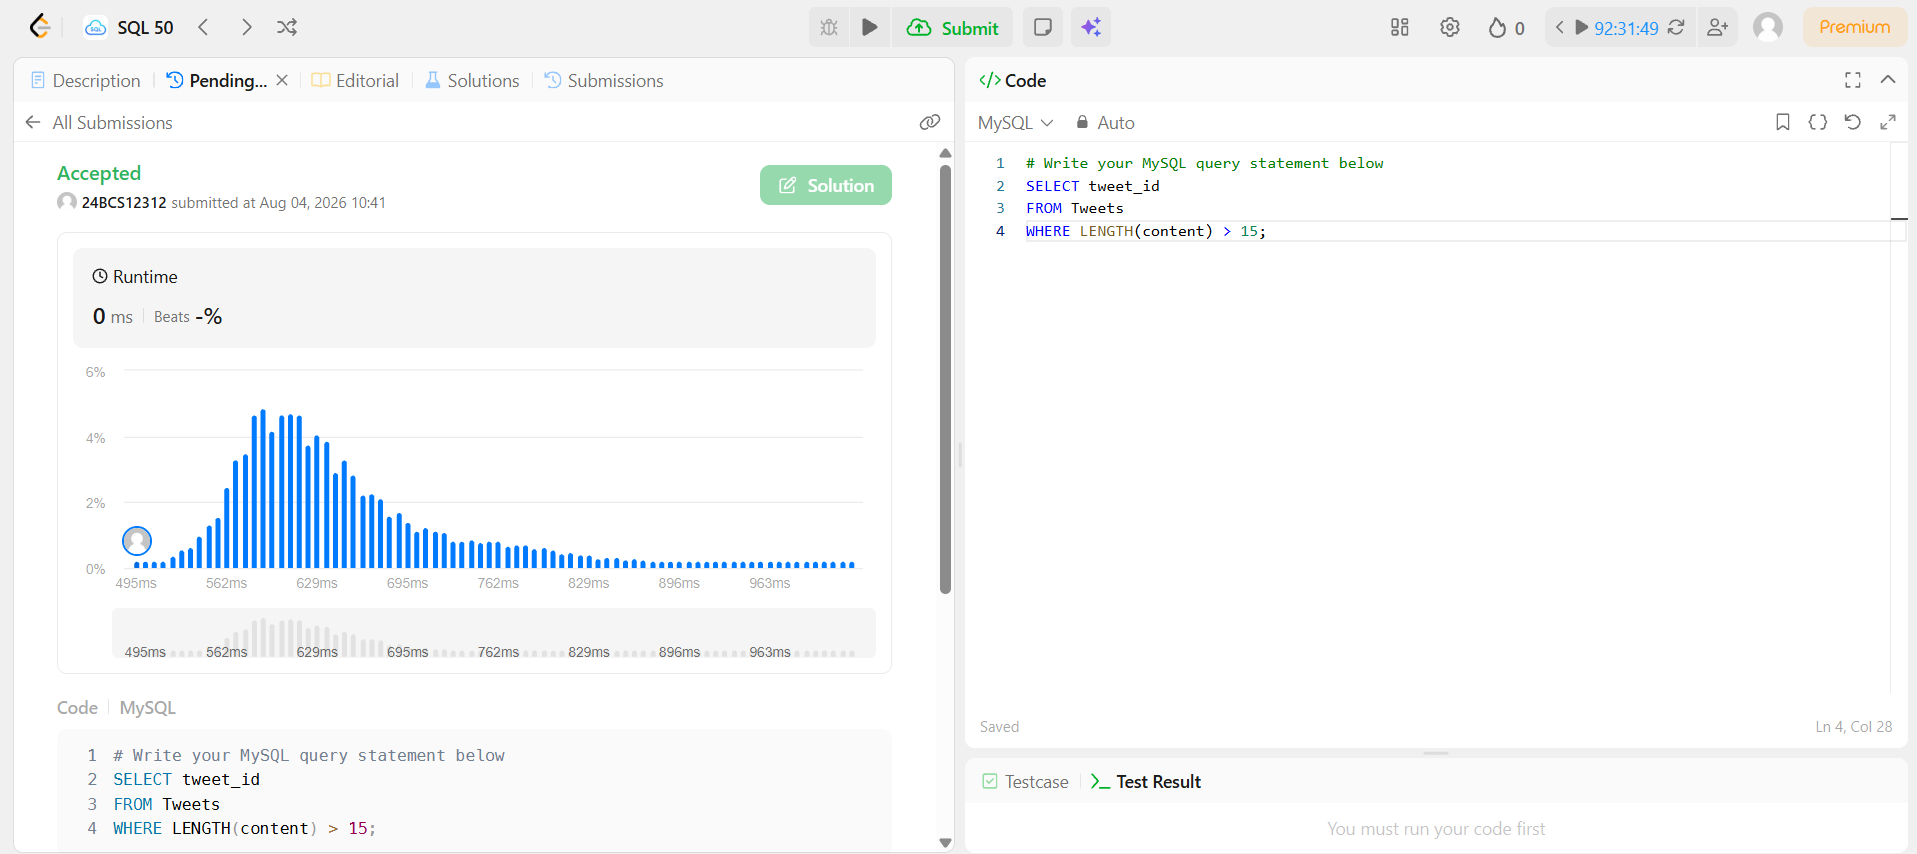 SQL 50
Submit
0
92:31:49
Premium
Description
Pending...
Editorial
Solutions
Submissions
All Submissions
Accepted
Solution
24BCS12312 submitted at Aug 04, 2026 10:41
Runtime
0 ms
Beats -%
6%
4%
2%
0%
495ms 562ms 629ms 695ms 762ms 829ms 896ms 963ms
495ms 562ms 629ms 695ms 762ms 829ms 896ms 963ms
Code
MySQL
1 # Write your MySQL query statement below
2 SELECT tweet_id
3 FROM Tweets
4 WHERE LENGTH(content) > 15;
</> Code
MySQL
Auto
1 # Write your MySQL query statement below
2 SELECT tweet_id
3 FROM Tweets
4 WHERE LENGTH(content) > 15;
Saved
Ln 4, Col 28
Testcase
Test Result
You must run your code first